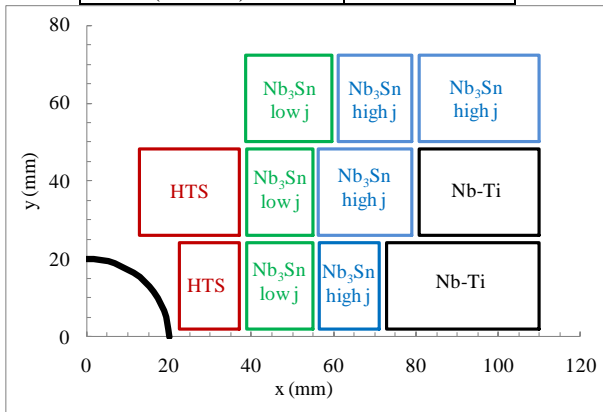 80
60
40
20
0
y (mm)
Nb₃Sn
low j
Nb₃Sn
high j
Nb₃Sn
high j
HTS
Nb₃Sn
low j
Nb₃Sn
high j
Nb-Ti
HTS
Nb₃Sn
low j
Nb₃Sn
high j
Nb-Ti
0 20 40 60 80 100 120
x (mm)